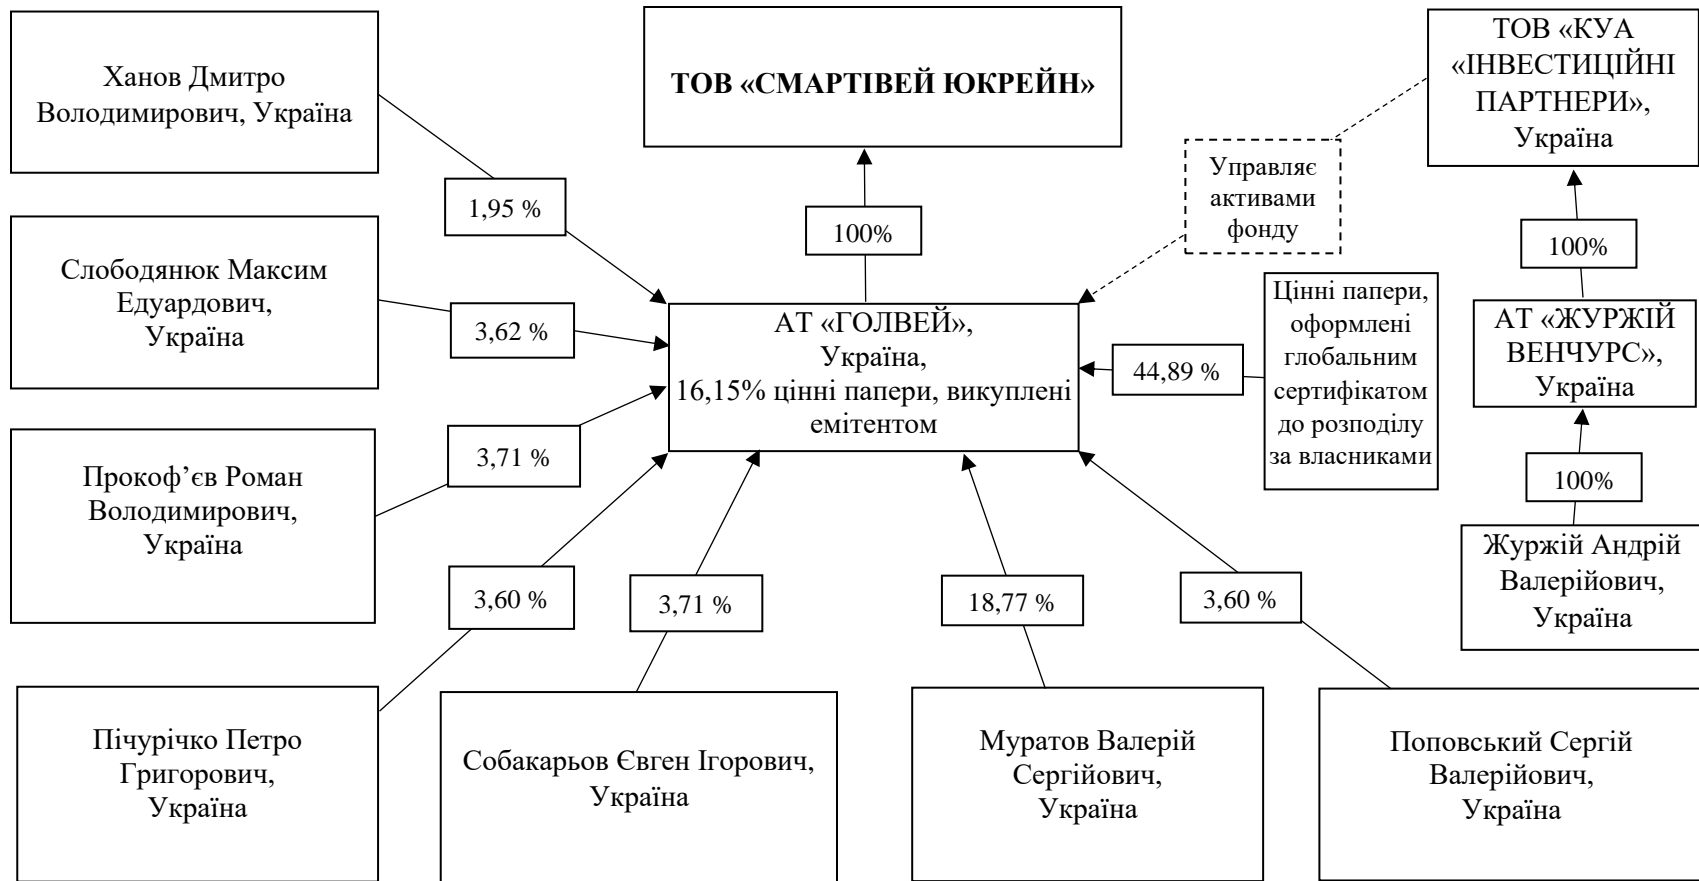 Ханов Дмитро
Володимирович, Україна
ТОВ «СМАРТІВЕЙ ЮКРЕЙН»
ТОВ «КУА
«ІНВЕСТИЦІЙНІ
ПАРТНЕРИ»,
Україна
Управляє
активами
фонду
1,95 %
100%
100%
Слободянюк Максим
Едуардович,
Україна
3,62 %
АТ «ГОЛВЕЙ»,
Україна,
16,15% цінні папери, викуплені
емітентом
44,89 %
Цінні папери,
оформлені
глобальним
сертифікатом
до розподілу
за власниками
АТ «ЖУРЖІЙ
ВЕНЧУРС»,
Україна
Прокоф’єв Роман
Володимирович,
Україна
3,71 %
100%
Журжій Андрій
Валерійович,
Україна
3,60 %
3,71 %
18,77 %
3,60 %
Пічурічко Петро
Григорович,
Україна
Собакарьов Євген Ігорович,
Україна
Муратов Валерій
Сергійович,
Україна
Поповський Сергій
Валерійович,
Україна